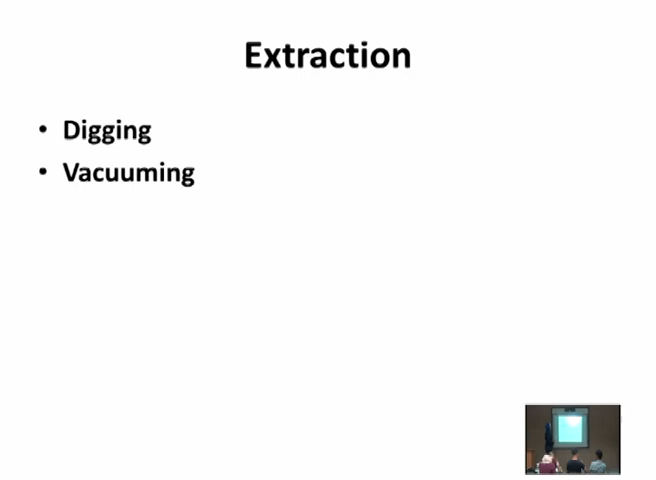 Extraction
• Digging
• Vacuuming